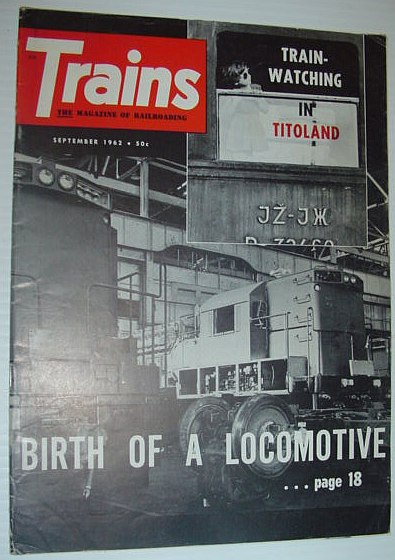 Trains
THE MAGAZINE OF RAILROADING
SEPTEMBER 1962 • 50c
TRAIN-
WATCHING
IN
TITOLAND
JŽ-JЖ
BIRTH OF A LOCOMOTIVE
... page 18